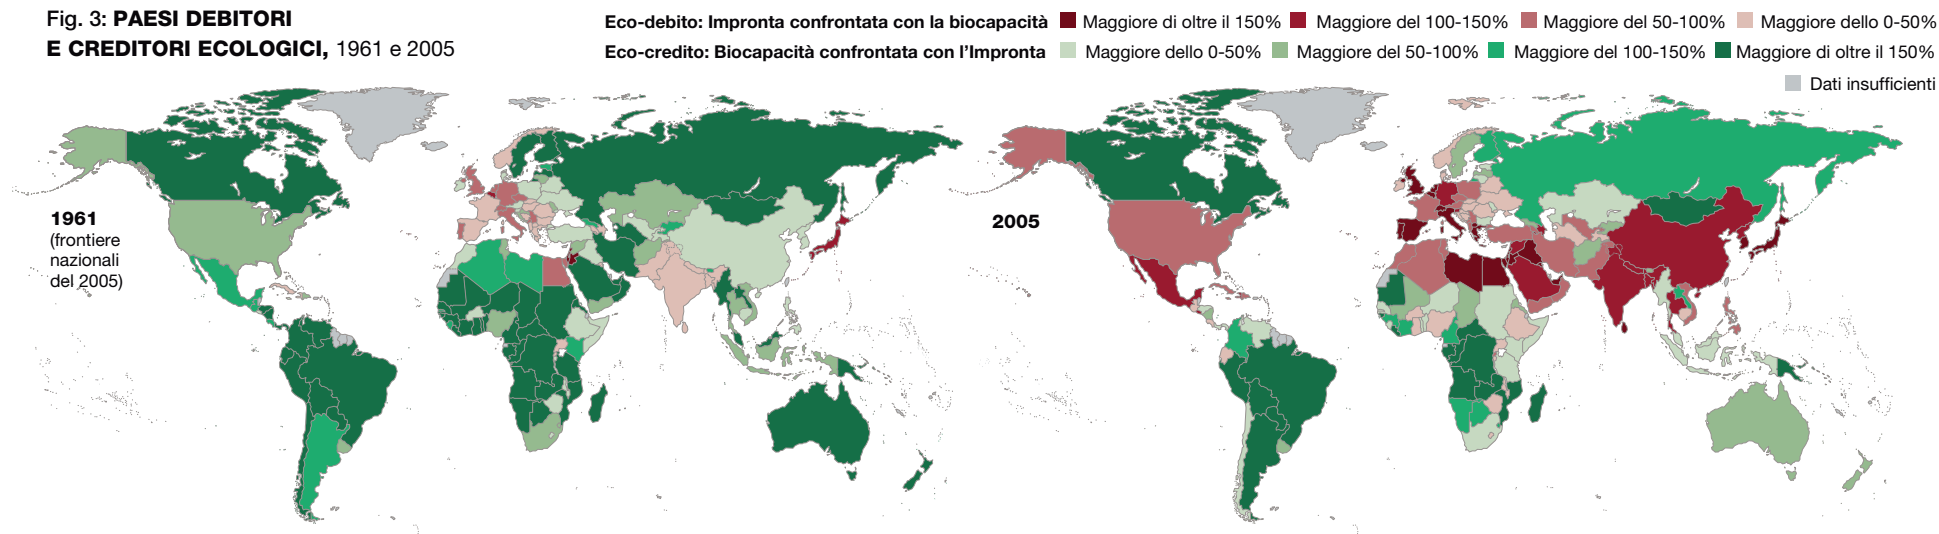 Fig. 3: PAESI DEBITORI
E CREDITORI ECOLOGICI, 1961 e 2005
Eco-debito: Impronta confrontata con la biocapacità Maggiore di oltre il 150% Maggiore del 100-150% Maggiore del 50-100% Maggiore dello 0-50%
Eco-credito: Biocapacità confrontata con l'Impronta Maggiore dello 0-50% Maggiore del 50-100% Maggiore del 100-150% Maggiore di oltre il 150%
Dati insufficienti
1961
(frontiere
nazionali
del 2005)
2005